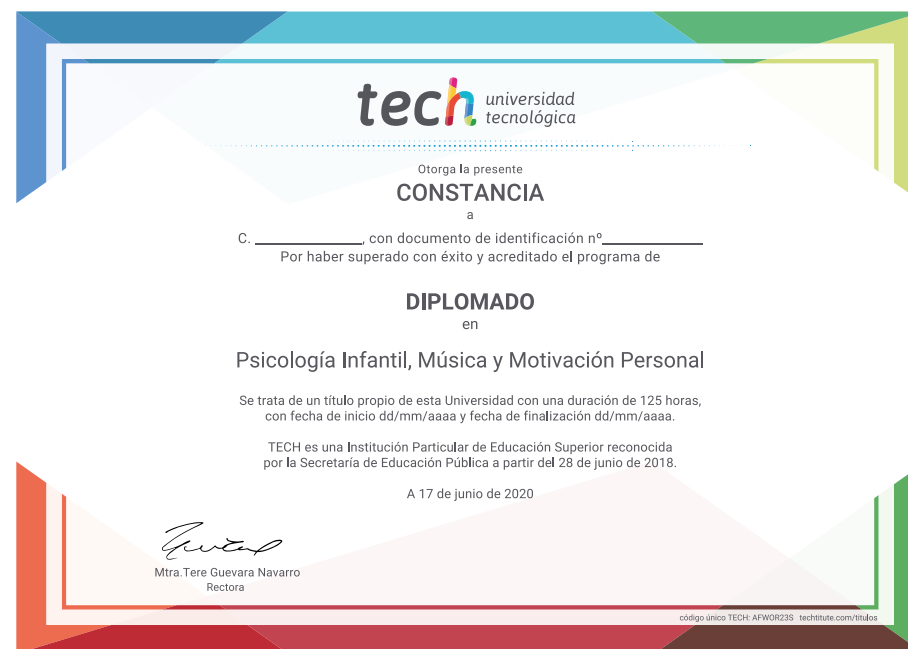 tech universidad
tecnológica
Otorga la presente
CONSTANCIA
a
C. ____________, con documento de identificación nº____________
Por haber superado con éxito y acreditado el programa de
DIPLOMADO
en
Psicología Infantil, Música y Motivación Personal
Se trata de un título propio de esta Universidad con una duración de 125 horas,
con fecha de inicio dd/mm/aaaa y fecha de finalización dd/mm/aaaa.
TECH es una Institución Particular de Educación Superior reconocida
por la Secretaría de Educación Pública a partir del 28 de junio de 2018.
A 17 de junio de 2020
Mtra.Tere Guevara Navarro
Rectora
código único TECH: AFWOR23S techtitute.com/titulos